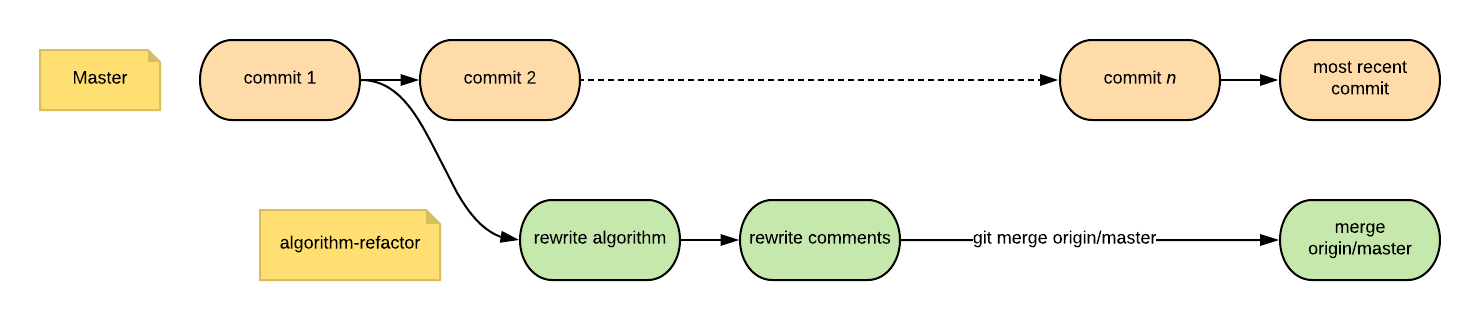 Master
commit 1
commit 2
commit n
most recent
commit
algorithm-refactor
rewrite algorithm
rewrite comments
git merge origin/master
merge
origin/master